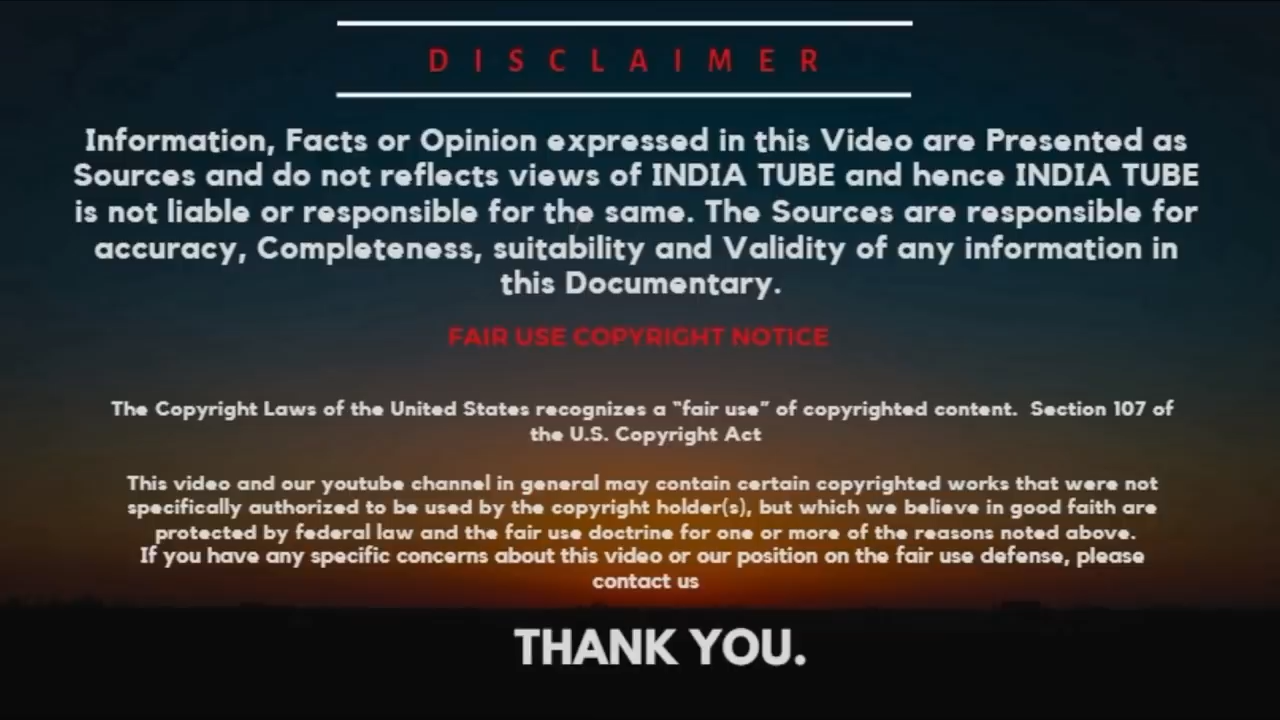 DISCLAIMER
Information, Facts or Opinion expressed in this Video are Presented as
Sources and do not reflects views of INDIA TUBE and hence INDIA TUBE
is not liable or responsible for the same. The Sources are responsible for
accuracy, Completeness, suitability and Validity of any information in
this Documentary.
FAIR USE COPYRIGHT NOTICE
The Copyright Laws of the United States recognizes a “fair use” of copyrighted content.  Section 107 of
the U.S. Copyright Act
This video and our youtube channel in general may contain certain copyrighted works that were not
specifically authorized to be used by the copyright holder(s), but which we believe in good faith are
protected by federal law and the fair use doctrine for one or more of the reasons noted above.
If you have any specific concerns about this video or our position on the fair use defense, please
contact us
THANK YOU.